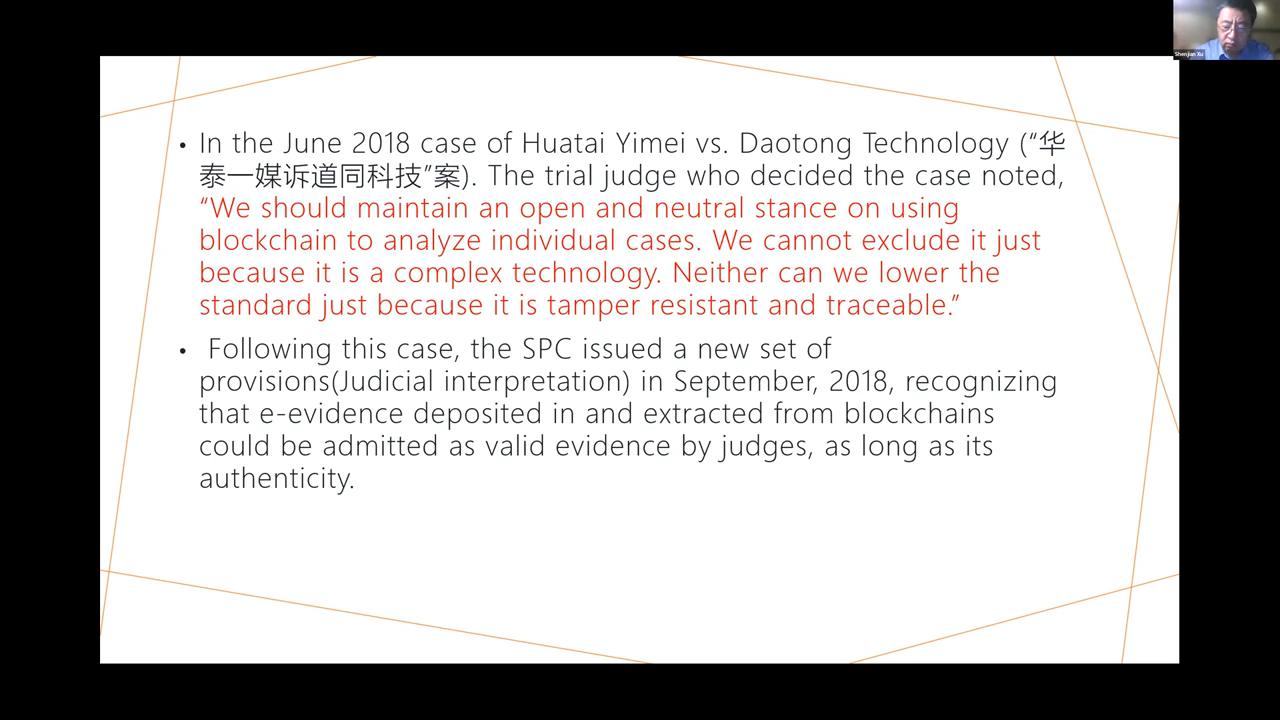 Shenjian Xu
• In the June 2018 case of Huatai Yimei vs. Daotong Technology (“华
泰一媒诉道同科技”案). The trial judge who decided the case noted,
“We should maintain an open and neutral stance on using
blockchain to analyze individual cases. We cannot exclude it just
because it is a complex technology. Neither can we lower the
standard just because it is tamper resistant and traceable.”
• Following this case, the SPC issued a new set of
provisions(Judicial interpretation) in September, 2018, recognizing
that e-evidence deposited in and extracted from blockchains
could be admitted as valid evidence by judges, as long as its
authenticity.